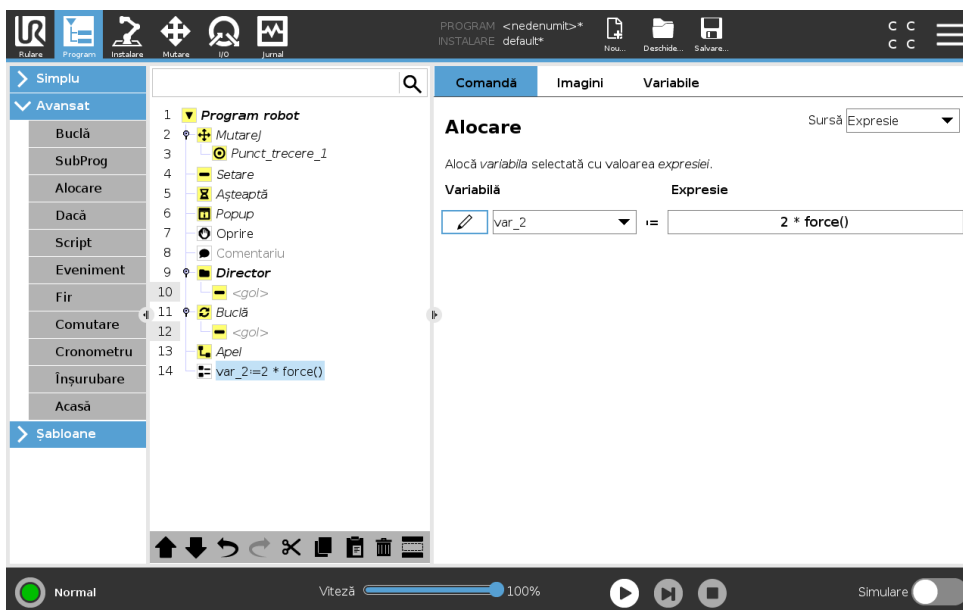 PROGRAM <nedenumit>*
INSTALARE default*
Rulare Program Instalare Mutare I/O Jurnal Nou... Deschide... Salvare...
C C
C C
Simplu
Avansat
Buclă
SubProg
Alocare
Dacă
Script
Eveniment
Fir
Comutare
Cronometru
Înșurubare
Acasă
Șabloane
1 Program robot
2 MutareJ
3 Punct_trecere_1
4 Setare
5 Așteaptă
6 Popup
7 Oprire
8 Comentariu
9 Director
10 <gol>
11 Buclă
12 <gol>
13 Apel
14 var_2:=2 * force()
Comandă Imagini Variabile
Alocare
Sursă Expresie
Alocă variabila selectată cu valoarea expresiei.
Variabilă Expresie
var_2 := 2 * force()
Normal Viteză 100% Simulare